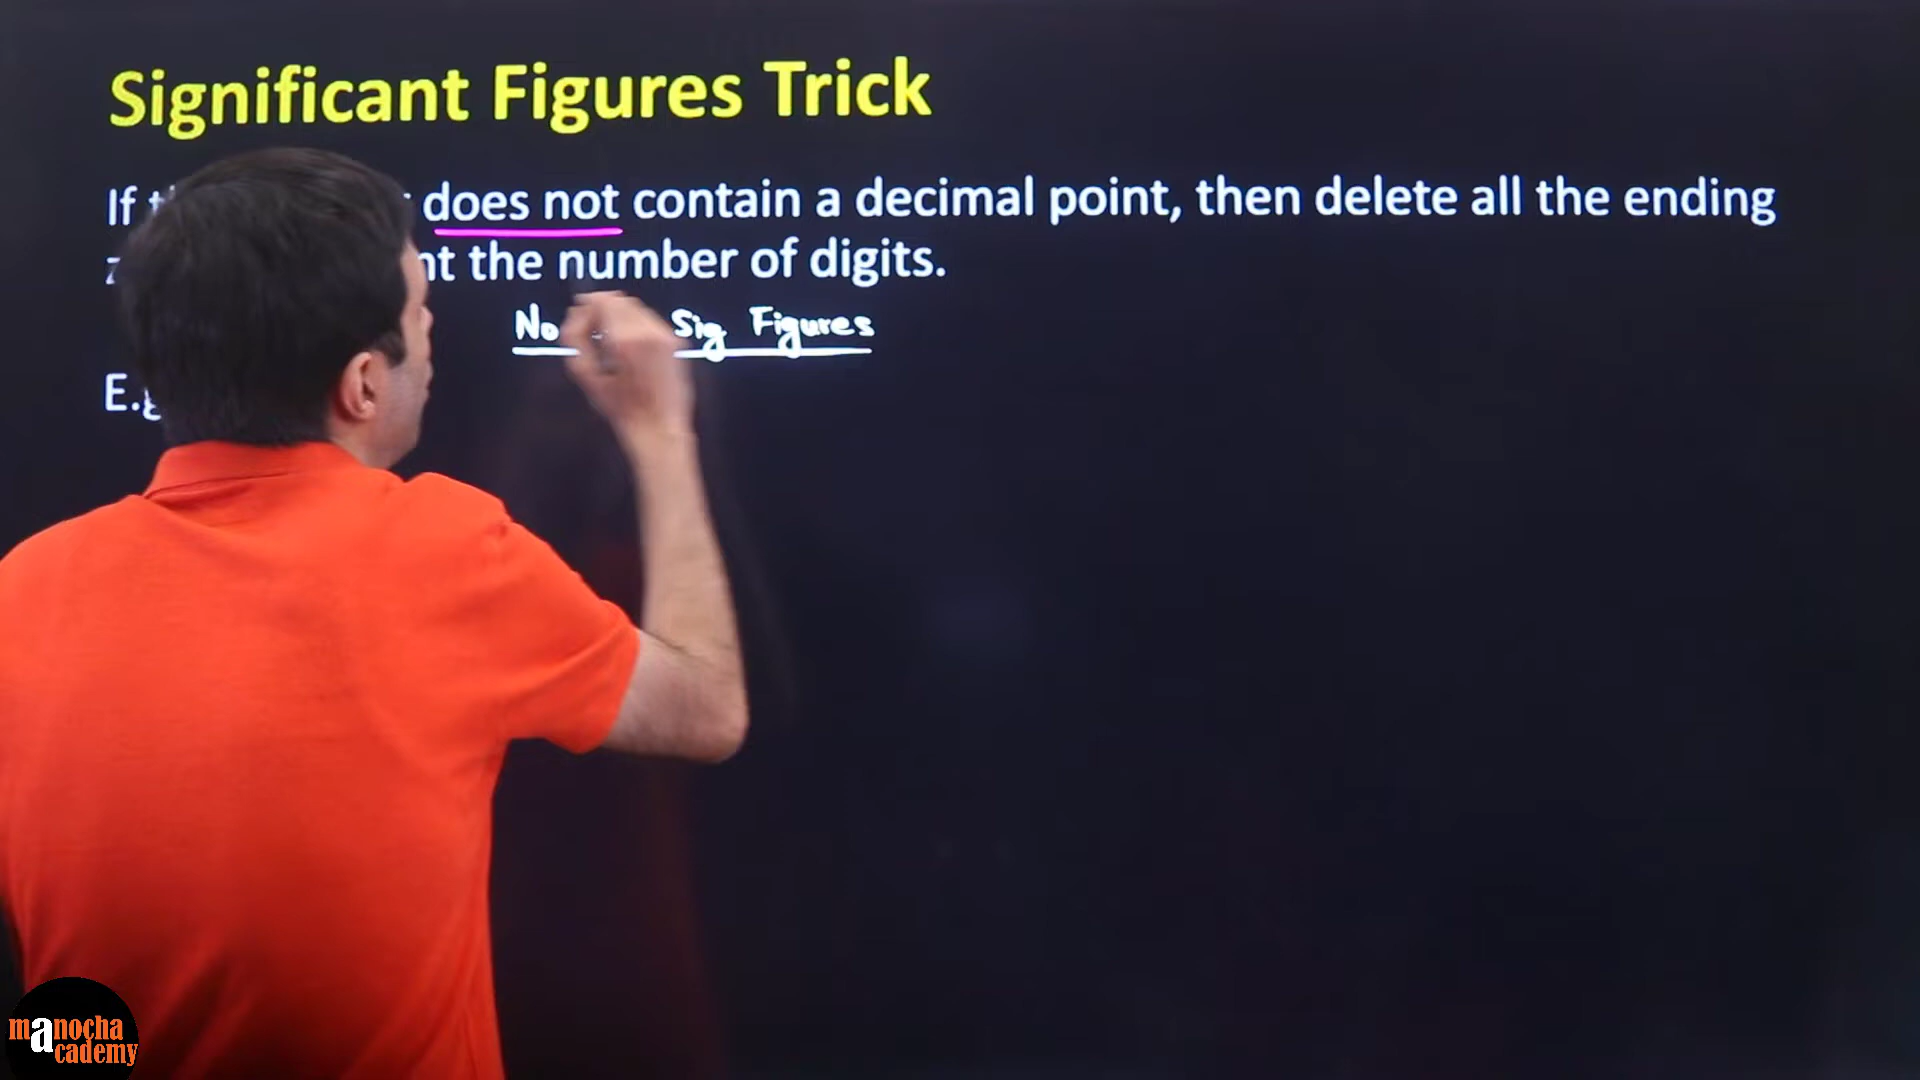 Significant Figures Trick
If does not contain a decimal point, then delete all the ending
the number of digits.
No Sig Figures
E.g
manocha
academy